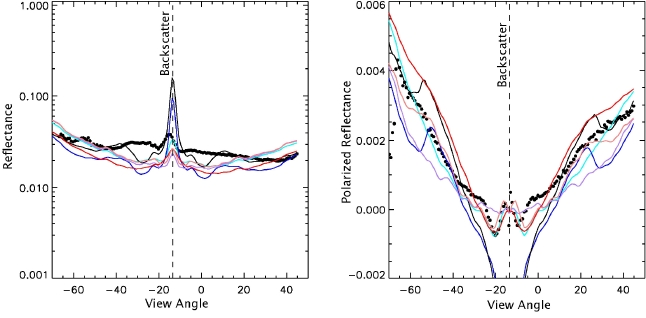 1.000
0.100
0.010
0.001
Reflectance
Backscatter
−60 −40 −20 0 20 40
View Angle
0.006
0.004
0.002
0.000
−0.002
Polarized Reflectance
Backscatter
−60 −40 −20 0 20 40
View Angle